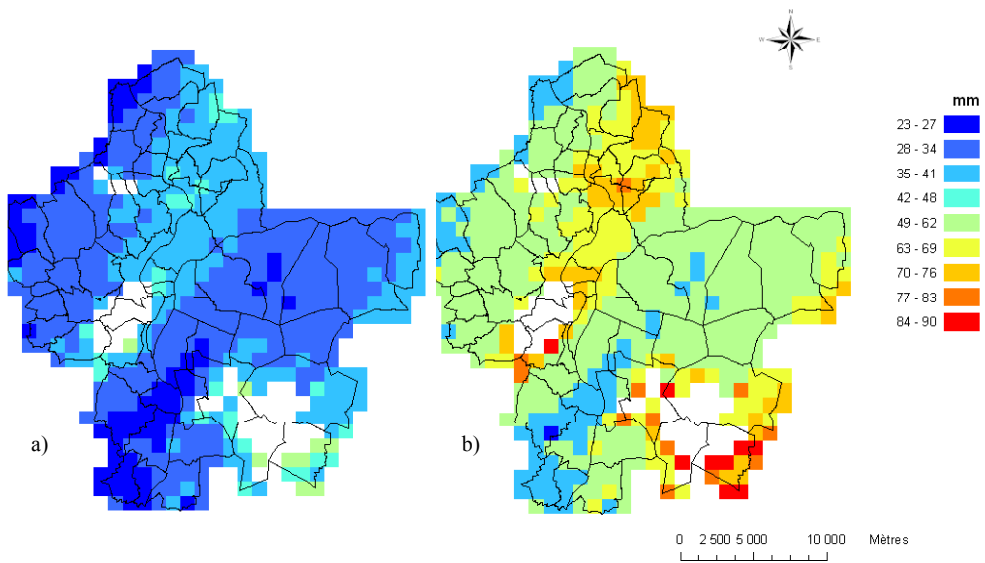 N
W E
S
mm
23 - 27
28 - 34
35 - 41
42 - 48
49 - 62
63 - 69
70 - 76
77 - 83
84 - 90
a) b)
0 2 500 5 000 10 000 Mètres